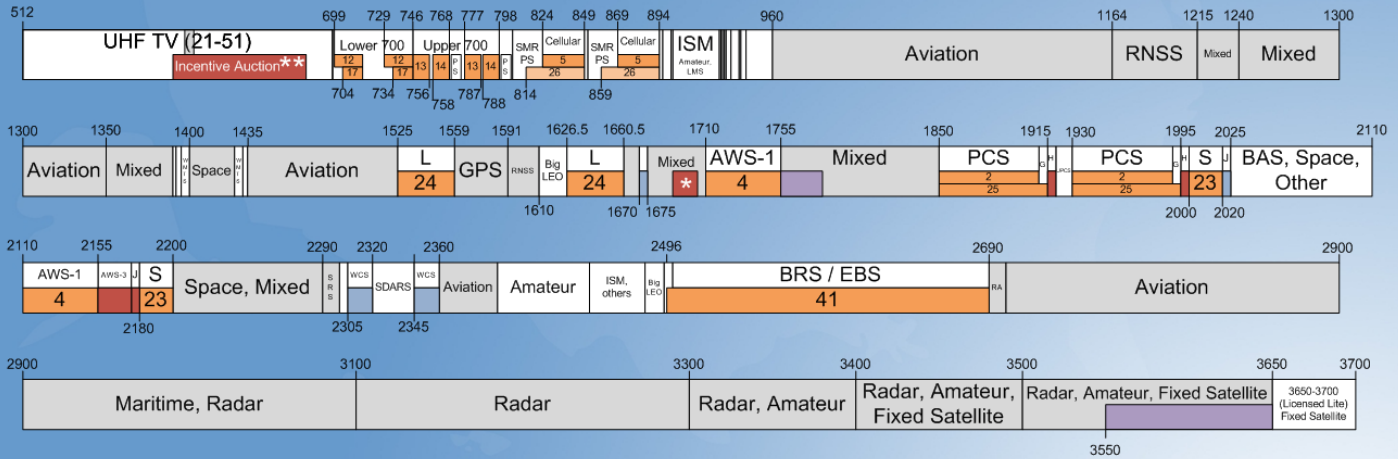 512 699 729 746 768 777 798 824 849 869 894 960 1164 1215 1240 1300
UHF TV (21-51) Lower 700 Upper 700 SMR PS Cellular SMR PS Cellular ISM Aviation RNSS Mixed Mixed
Incentive Auction** 12 12 13 14 PS 13 14 PS 5 5 Amateur, LMS
17 17 26 26
704 734 756 787 814 859
758 788
1300 1350 1400 1435 1525 1559 1591 1626.5 1660.5 1710 1755 1850 1915 1930 1995 2025 2110
Aviation Mixed WMTS Space WMTS Aviation L GPS RNSS Big LEO L Mixed AWS-1 Mixed PCS G H UPCS PCS G H S J BAS, Space, Other
24 24 * 4 2 2 23
25 25
1610 1670 1675 2000 2020
2110 2155 2200 2290 2320 2360 2496 2690 2900
AWS-1 AWS-3 J S Space, Mixed SRS WCS SDARS WCS Aviation Amateur ISM, others Big LEO BRS / EBS RA Aviation
4 23 41
2180 2305 2345
2900 3100 3300 3400 3500 3650 3700
Maritime, Radar Radar Radar, Amateur Radar, Amateur, Fixed Satellite Radar, Amateur, Fixed Satellite 3650-3700 (Licensed Lite) Fixed Satellite
3550